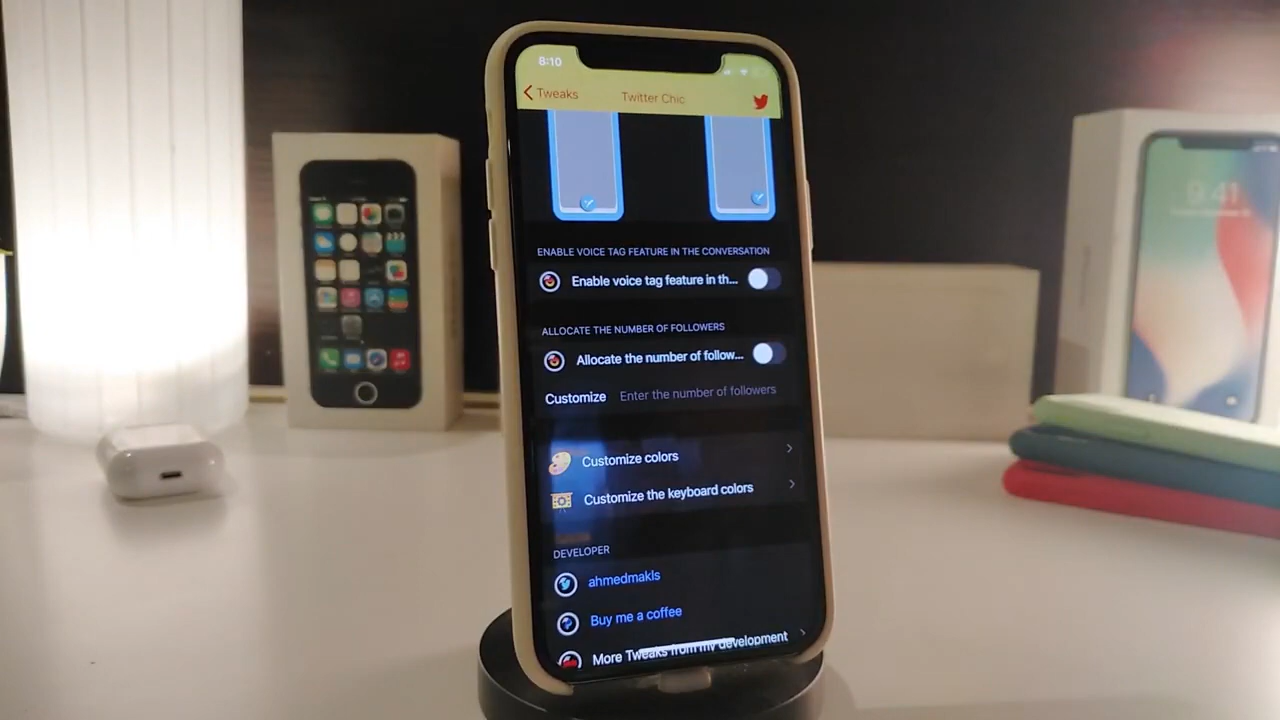 8:10
Tweaks
Twitter Chic
ENABLE VOICE TAG FEATURE IN THE CONVERSATION
Enable voice tag feature in th...
ALLOCATE THE NUMBER OF FOLLOWERS
Allocate the number of follow...
Customize Enter the number of followers
Customize colors
Customize the keyboard colors
DEVELOPER
ahmedmakls
Buy me a coffee
More Tweaks from my development
9:41